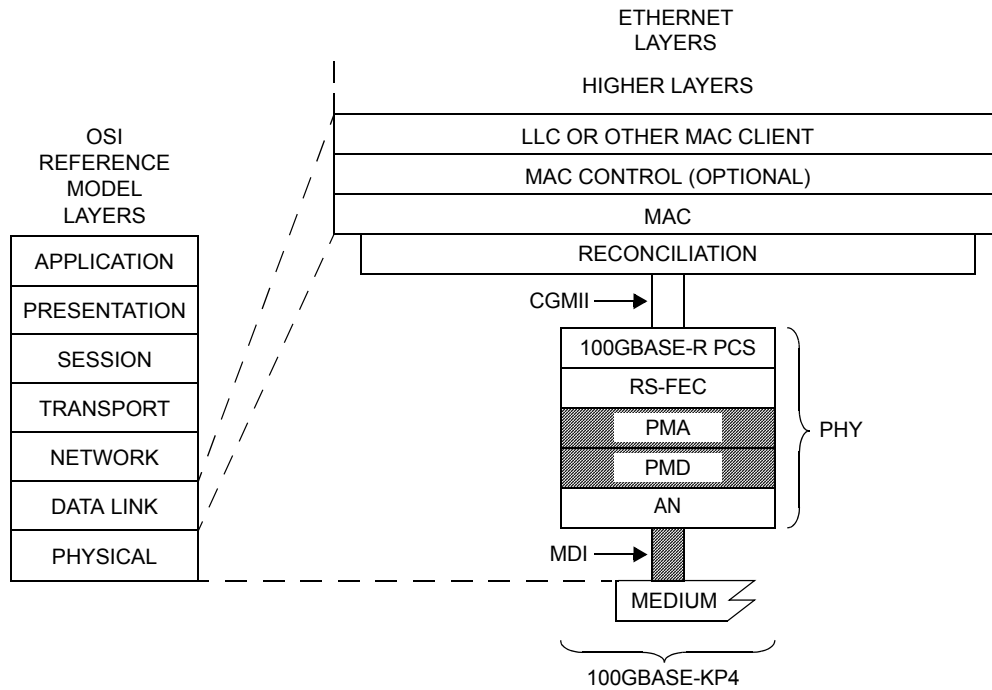 ETHERNET
LAYERS
HIGHER LAYERS
LLC OR OTHER MAC CLIENT
MAC CONTROL (OPTIONAL)
MAC
RECONCILIATION
OSI
REFERENCE
MODEL
LAYERS
APPLICATION
PRESENTATION
SESSION
TRANSPORT
NETWORK
DATA LINK
PHYSICAL
CGMII
100GBASE-R PCS
RS-FEC
PMA
PMD
AN
PHY
MDI
MEDIUM
100GBASE-KP4